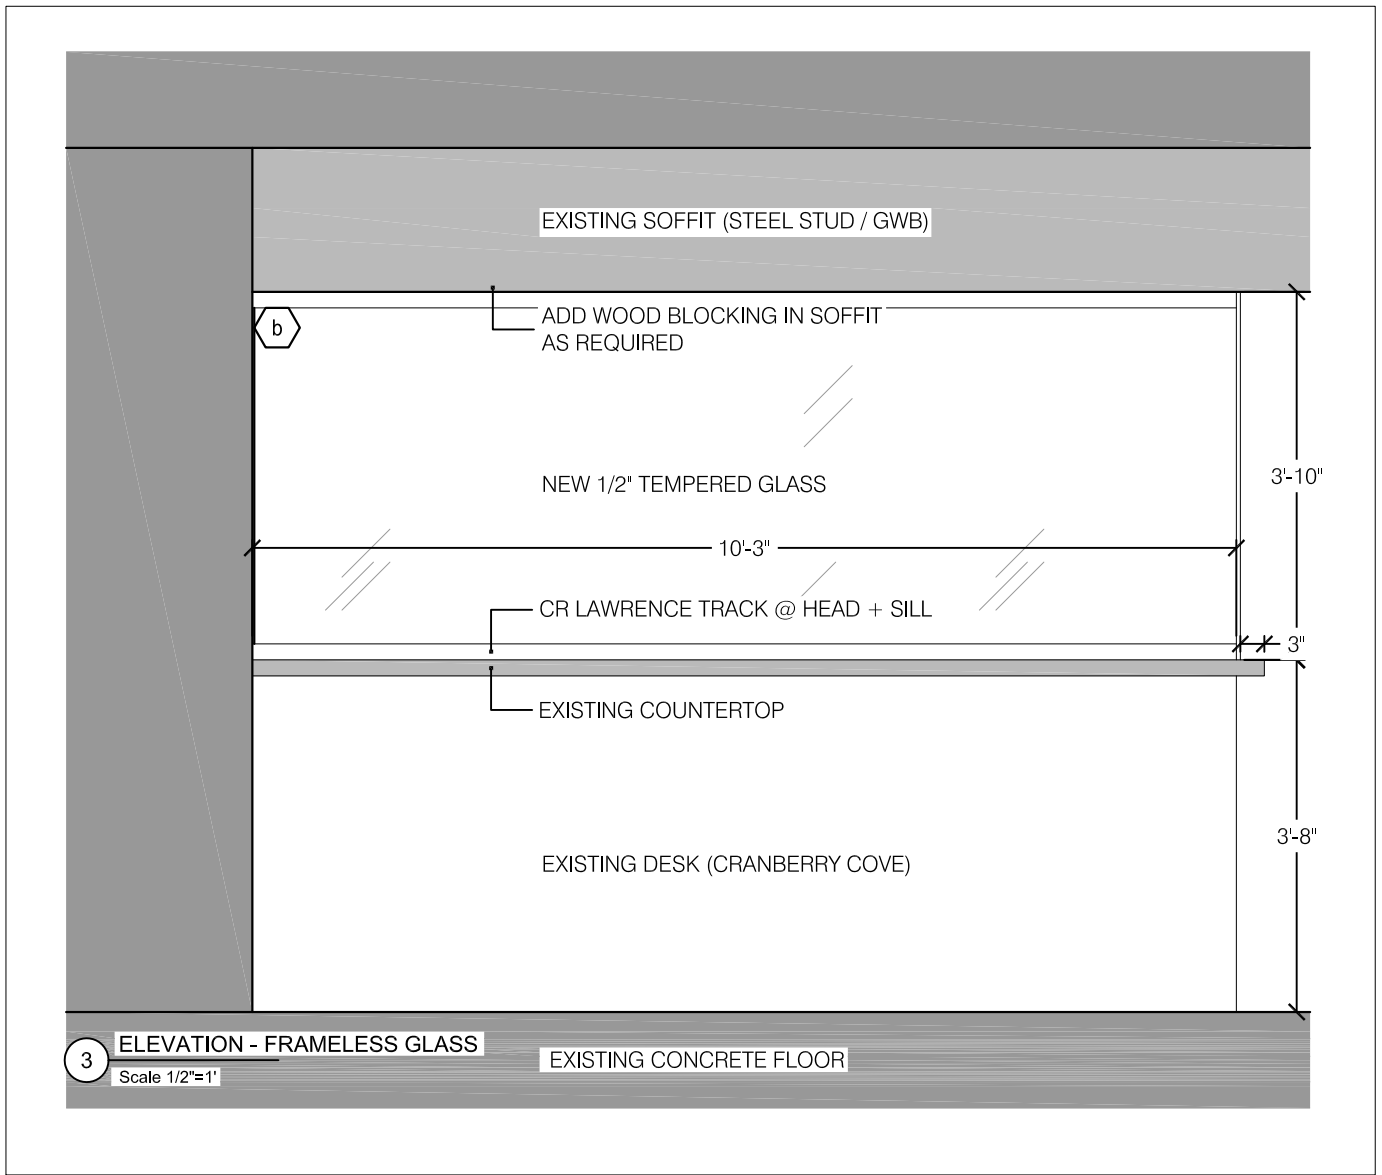 EXISTING SOFFIT (STEEL STUD / GWB)
b
ADD WOOD BLOCKING IN SOFFIT
AS REQUIRED
3'-10"
NEW 1/2" TEMPERED GLASS
10'-3"
CR LAWRENCE TRACK @ HEAD + SILL
3"
EXISTING COUNTERTOP
3'-8"
EXISTING DESK (CRANBERRY COVE)
3
ELEVATION - FRAMELESS GLASS
Scale 1/2"=1'
EXISTING CONCRETE FLOOR